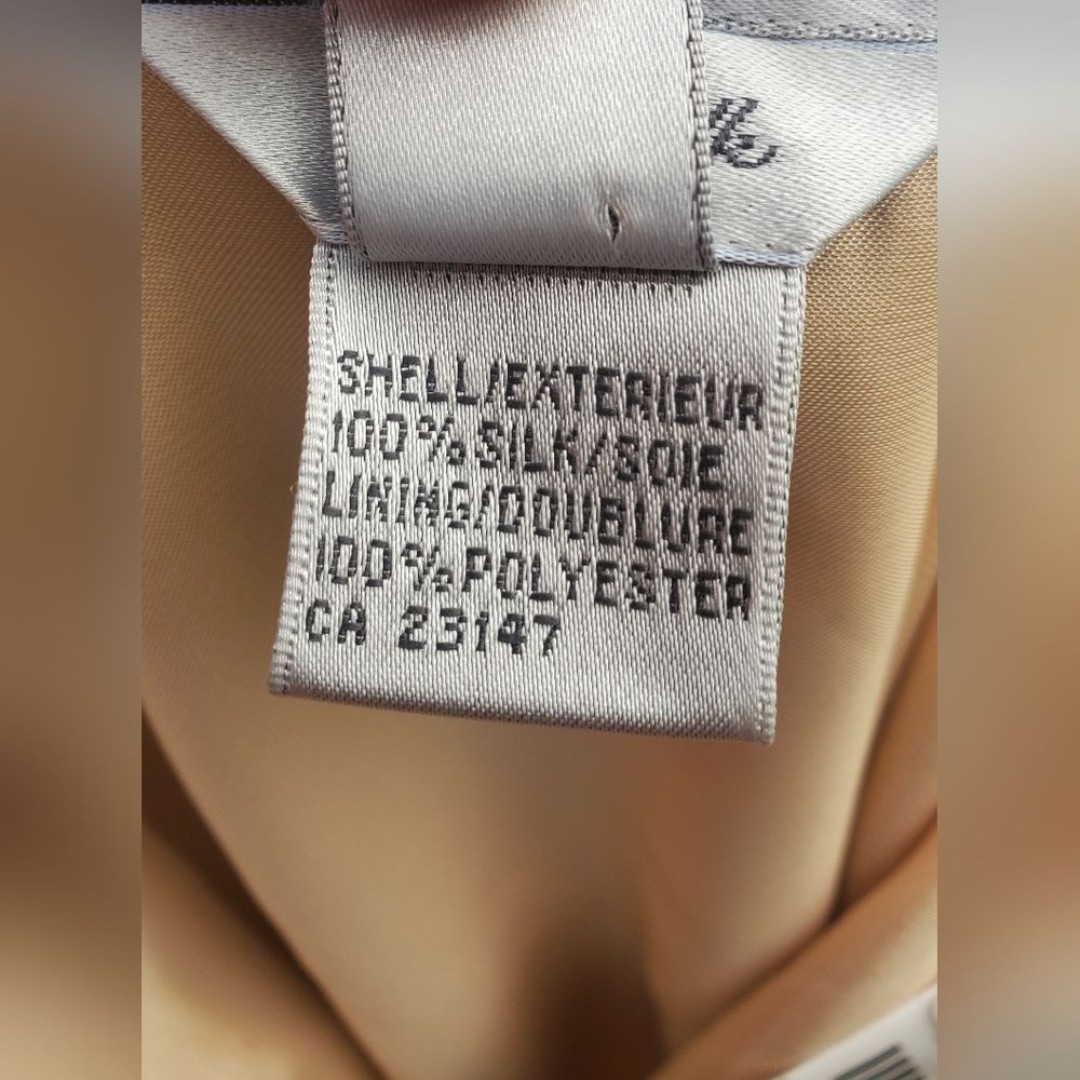 SHELL/EXTERIEUR
100% SILK/SOIE
LINING/DOUBLURE
100% POLYESTER
CA 23147